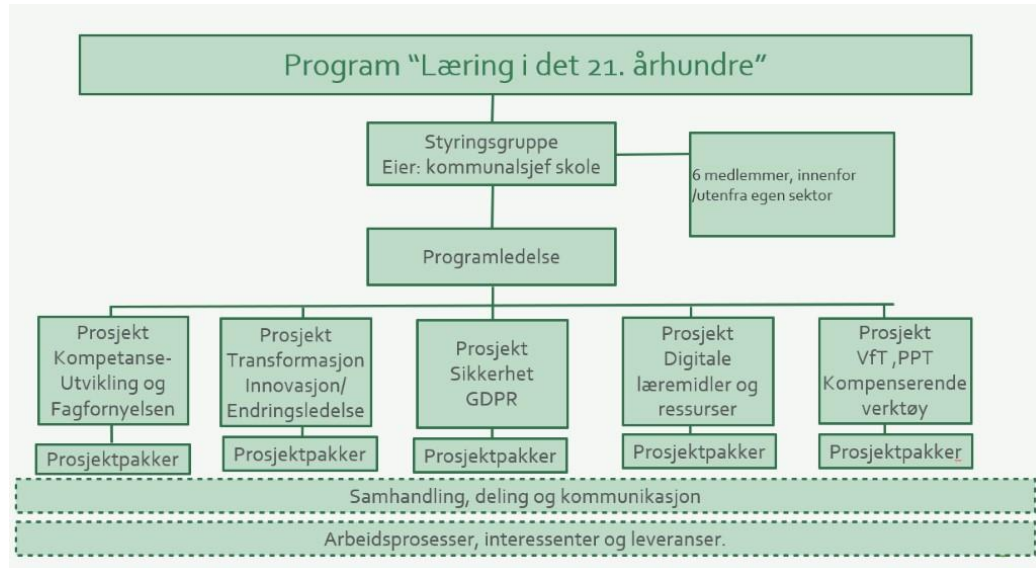 Program “Læring i det 21. århundre”
Styringsgruppe
Eier: kommunalsjef skole
6 medlemmer, innenfor
/utenfra egen sektor
Programledelse
Prosjekt
Kompetanse-
Utvikling og
Fagfornyelsen
Prosjekt
Transformasjon
Innovasjon/
Endringsledelse
Prosjekt
Sikkerhet
GDPR
Prosjekt
Digitale
læremidler og
ressurser
Prosjekt
VfT ,PPT
Kompenserende
verktøy
Prosjektpakker
Prosjektpakker
Prosjektpakker
Prosjektpakker
Prosjektpakker
Samhandling, deling og kommunikasjon
Arbeidsprosesser, interessenter og leveranser.